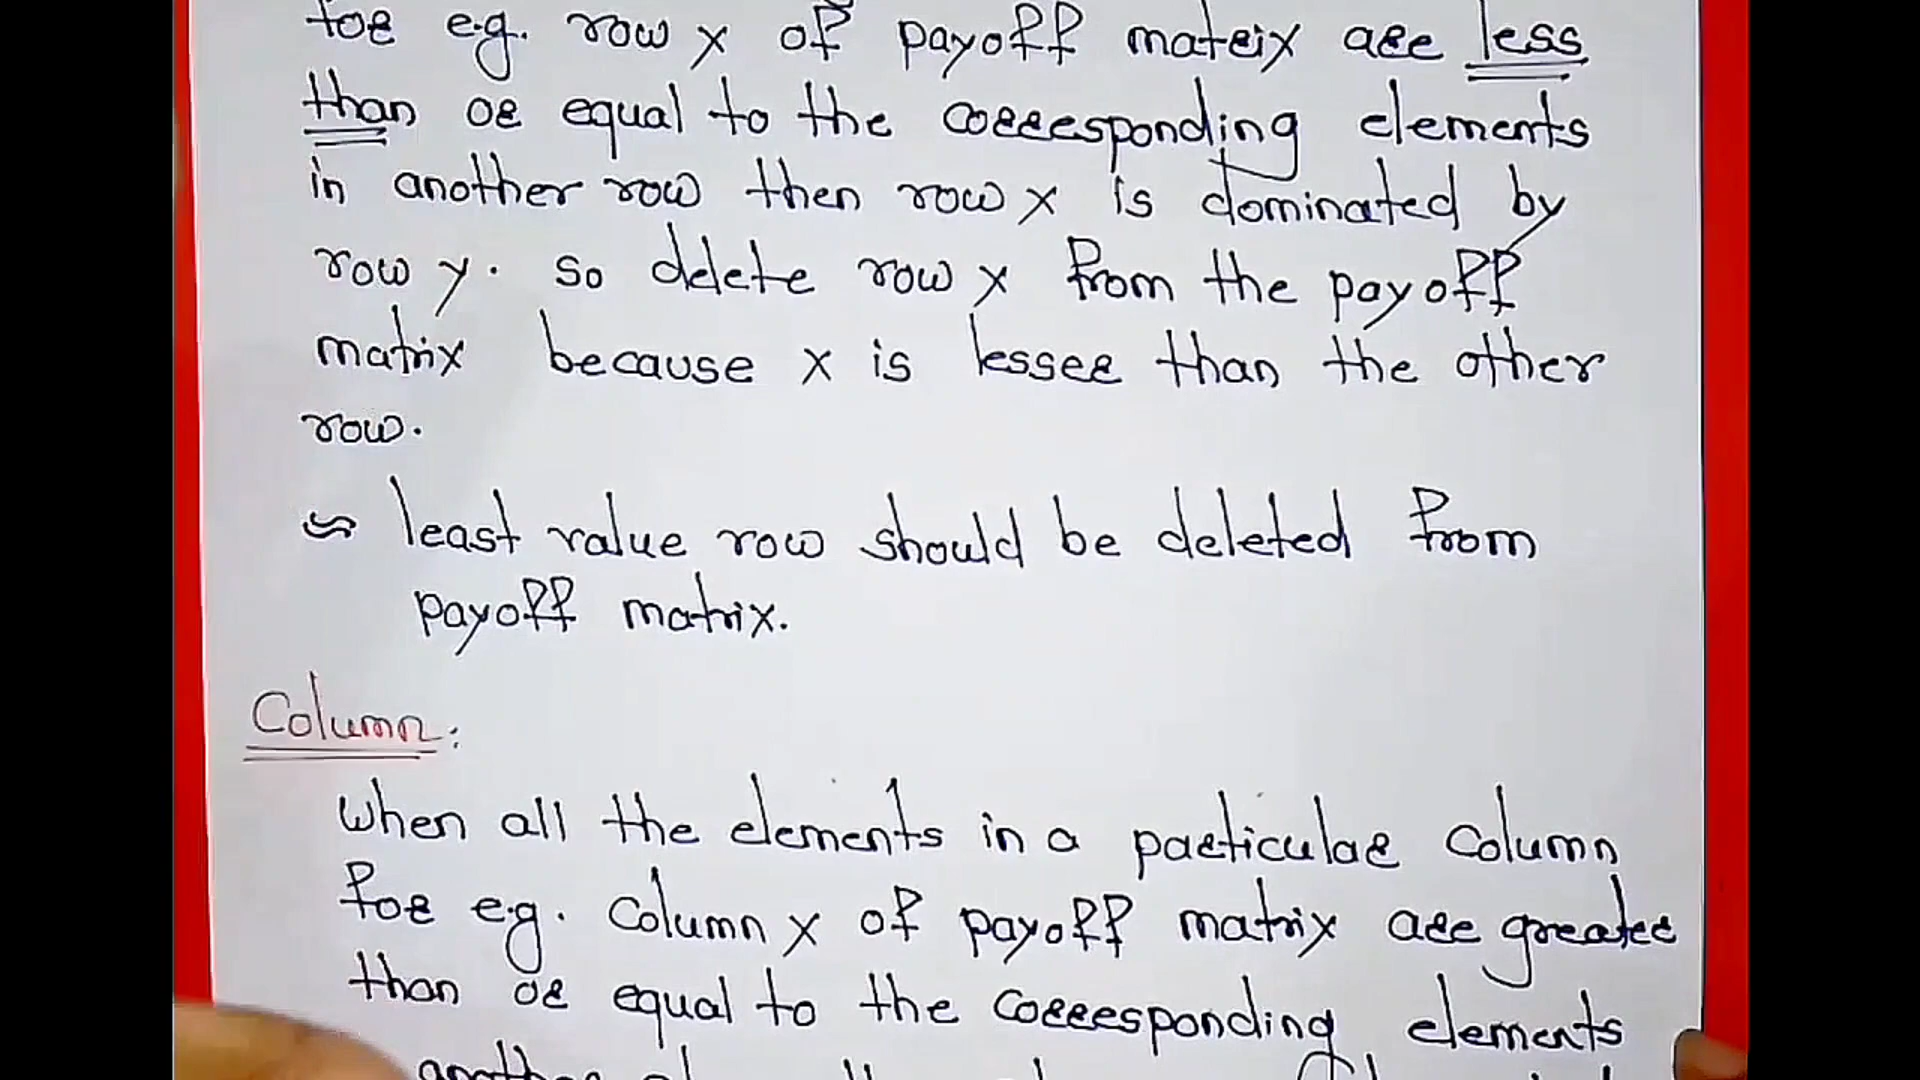 for e.g. row x of payoff matrix are less
than or equal to the corresponding elements
in another row then row x is dominated by
row y. so delete row x from the payoff
matrix because x is lesser than the other
row.
least value row should be deleted from
payoff matrix.
Column:
when all the elements in a particular column
for e.g. column x of payoff matrix are greater
than or equal to the corresponding elements
another